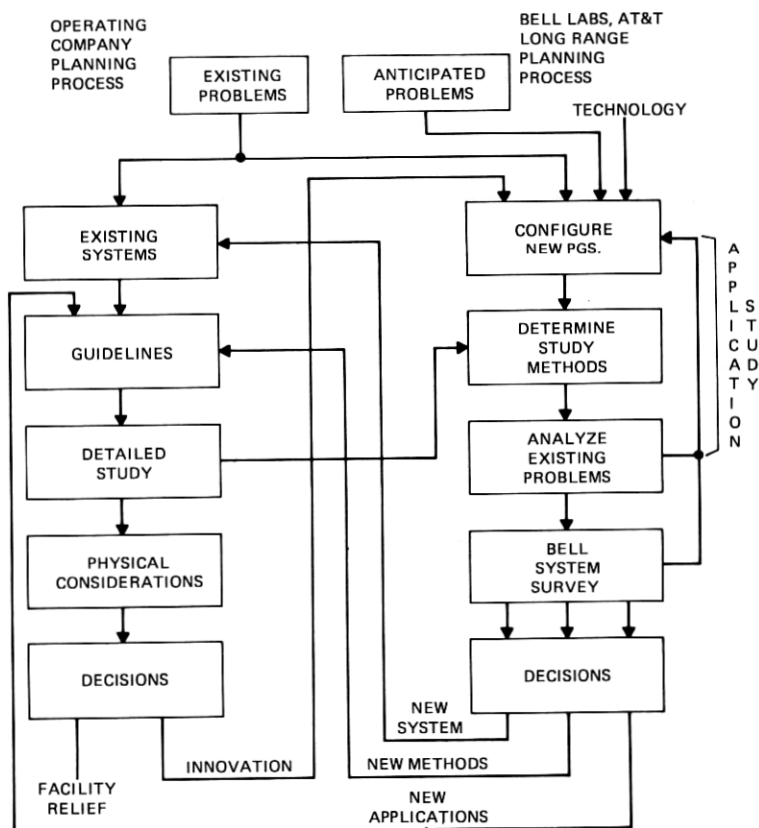 OPERATING
COMPANY
PLANNING
PROCESS
EXISTING
PROBLEMS
ANTICIPATED
PROBLEMS
BELL LABS, AT&T
LONG RANGE
PLANNING
PROCESS
TECHNOLOGY
EXISTING
SYSTEMS
CONFIGURE
NEW PGS.
GUIDELINES
DETERMINE
STUDY
METHODS
DETAILED
STUDY
ANALYZE
EXISTING
PROBLEMS
APPLICATION
STUDY
PHYSICAL
CONSIDERATIONS
BELL
SYSTEM
SURVEY
DECISIONS
DECISIONS
NEW
SYSTEM
INNOVATION
NEW METHODS
FACILITY
RELIEF
NEW
APPLICATIONS